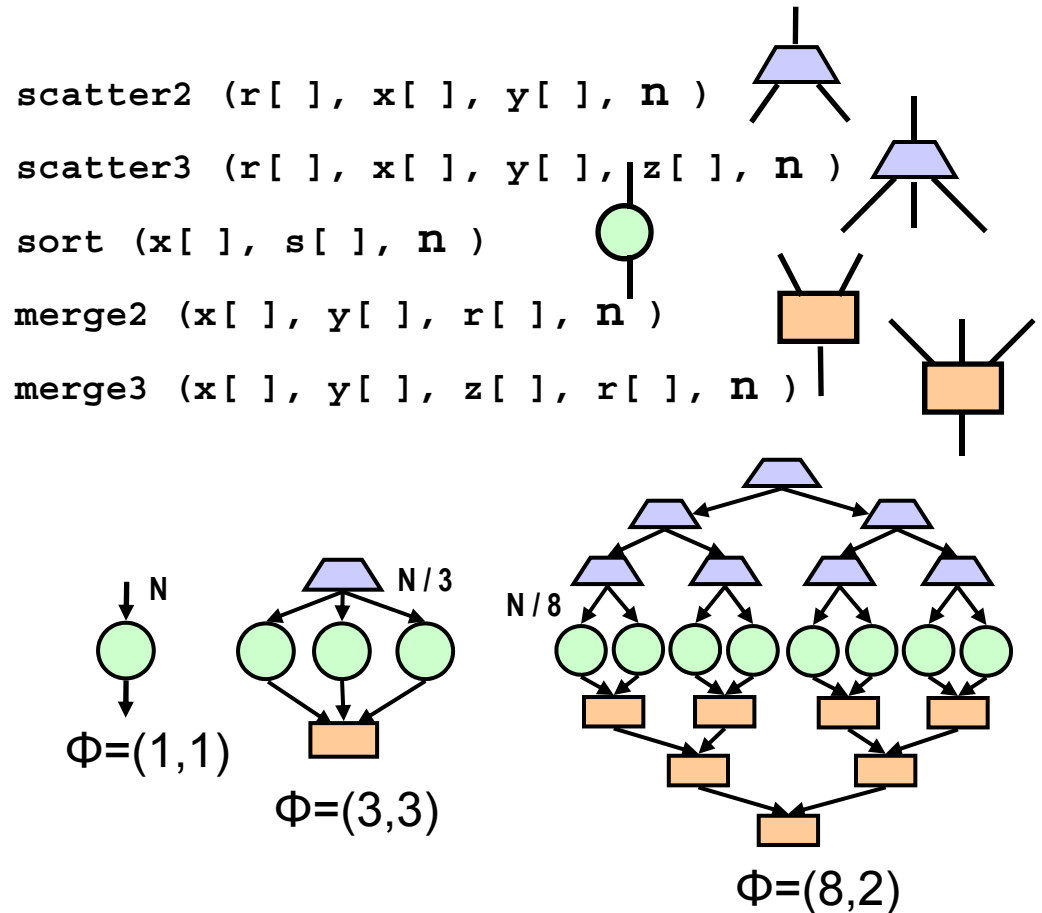 scatter2 (r[ ], x[ ], y[ ], n )
scatter3 (r[ ], x[ ], y[ ], z[ ], n )
sort (x[ ], s[ ], n )
merge2 (x[ ], y[ ], r[ ], n )
merge3 (x[ ], y[ ], z[ ], r[ ], n )
N
N / 3
N / 8
Φ=(1,1)
Φ=(3,3)
Φ=(8,2)